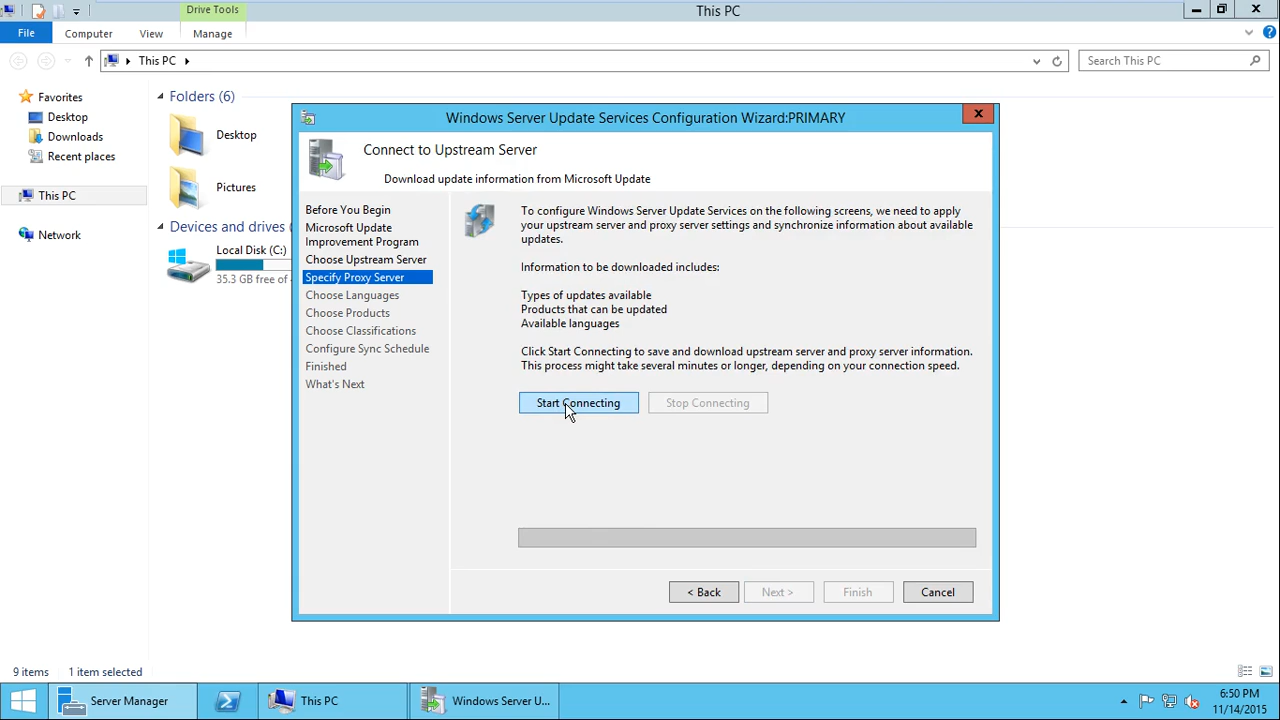 Drive Tools
This PC
File
Computer
View
Manage
This PC
Search This PC
Favorites
Desktop
Downloads
Recent places
This PC
Network
Folders (6)
Desktop
Pictures
Devices and drives (
Local Disk (C:)
35.3 GB free of
Windows Server Update Services Configuration Wizard:PRIMARY
Connect to Upstream Server
Download update information from Microsoft Update
Before You Begin
Microsoft Update
Improvement Program
Choose Upstream Server
Specify Proxy Server
Choose Languages
Choose Products
Choose Classifications
Configure Sync Schedule
Finished
What's Next
To configure Windows Server Update Services on the following screens, we need to apply
your upstream server and proxy server settings and synchronize information about available
updates.
Information to be downloaded includes:
Types of updates available
Products that can be updated
Available languages
Click Start Connecting to save and download upstream server and proxy server information.
This process might take several minutes or longer, depending on your connection speed.
Start Connecting
Stop Connecting
< Back
Next >
Finish
Cancel
9 items
1 item selected
Server Manager
This PC
Windows Server U...
6:50 PM
11/14/2015